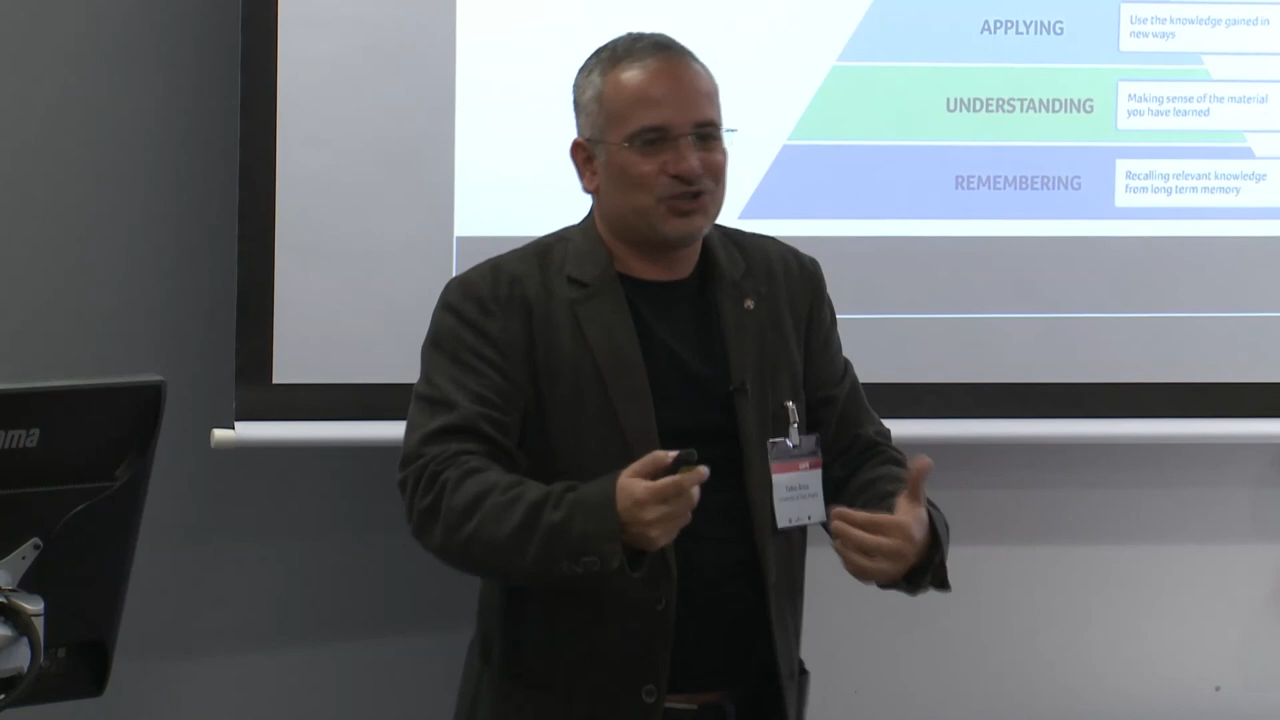 APPLYING
Use the knowledge gained in
new ways
UNDERSTANDING
Making sense of the material
you have learned
REMEMBERING
Recalling relevant knowledge
from long term memory
ama